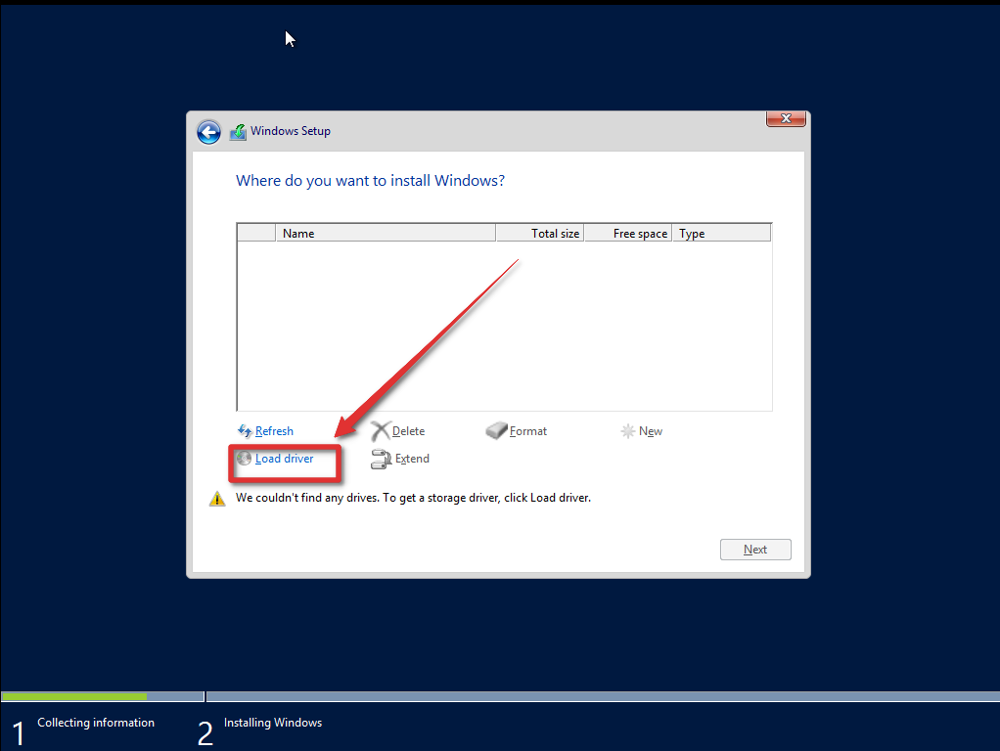 Windows Setup
Where do you want to install Windows?
Name Total size Free space Type
Refresh Delete Format New
Load driver Extend
We couldn't find any drives. To get a storage driver, click Load driver.
Next
1 Collecting information 2 Installing Windows